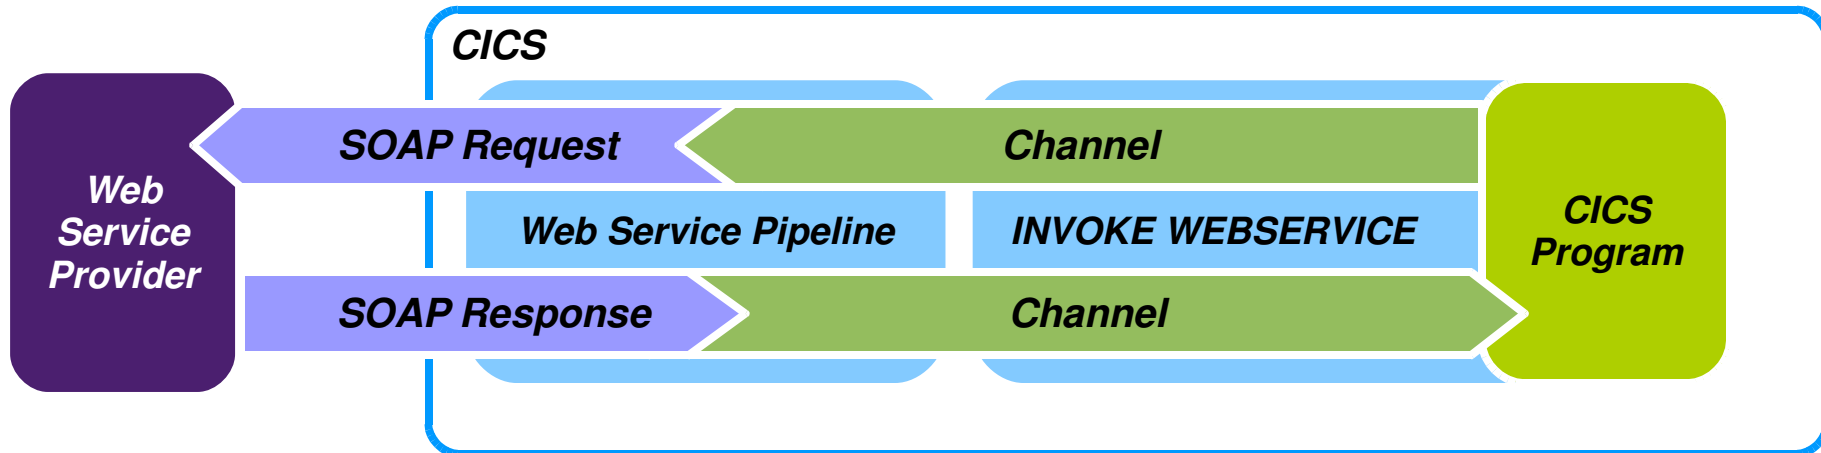 CICS
SOAP Request
Channel
Web
Service
Provider
Web Service Pipeline
INVOKE WEBSERVICE
CICS
Program
SOAP Response
Channel